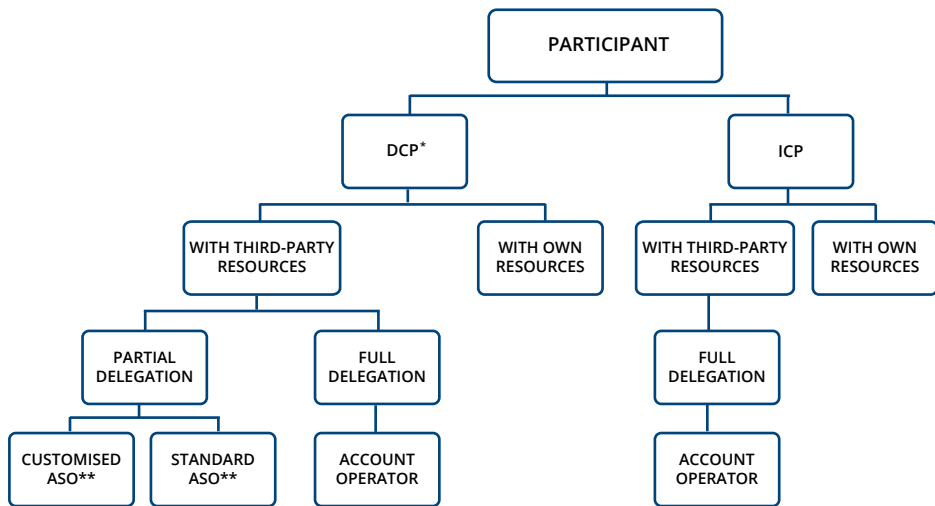 PARTICIPANT
DCP*
ICP
WITH THIRD-PARTY
RESOURCES
WITH OWN
RESOURCES
WITH THIRD-PARTY
RESOURCES
WITH OWN
RESOURCES
PARTIAL
DELEGATION
FULL
DELEGATION
FULL
DELEGATION
CUSTOMISED
ASO**
STANDARD
ASO**
ACCOUNT
OPERATOR
ACCOUNT
OPERATOR